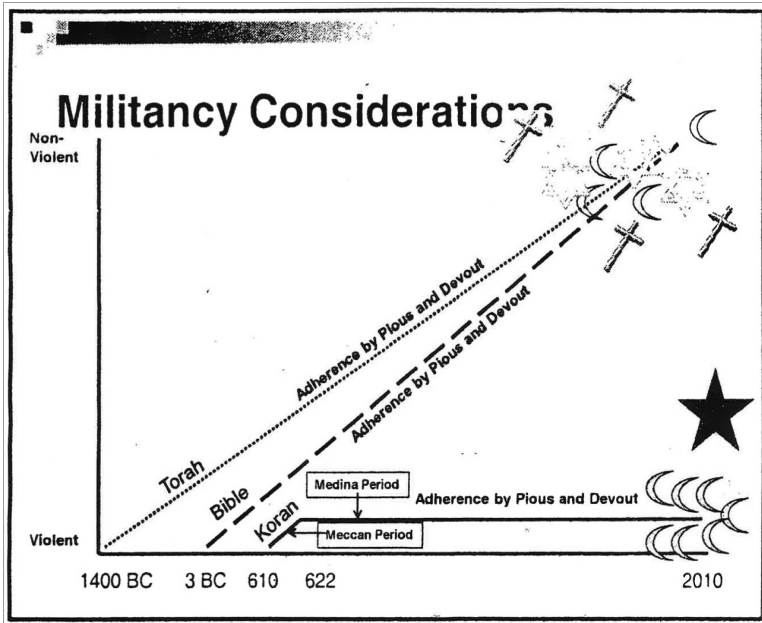 Militancy Considerations
Non-
Violent
Adherence by Pious and Devout
Adherence by Pious and Devout
Torah
Bible
Koran
Medina Period
Adherence by Pious and Devout
Meccan Period
Violent
1400 BC 3 BC 610 622 2010